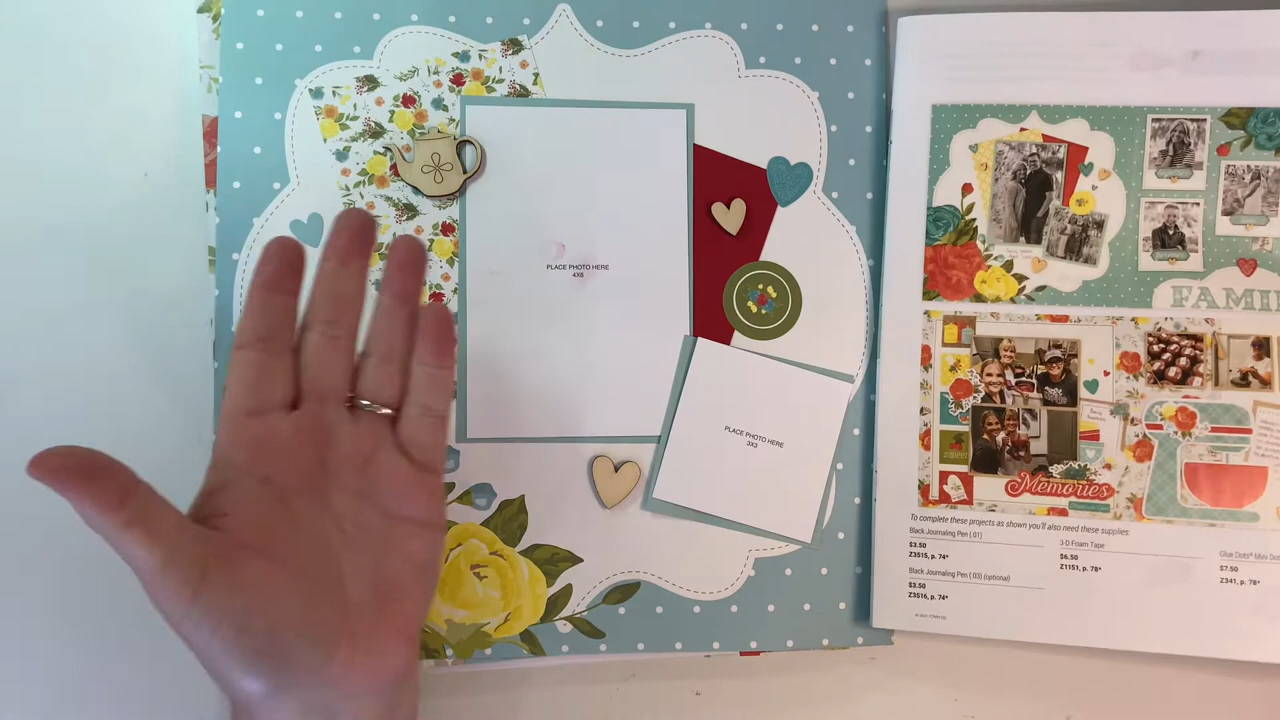 PLACE PHOTO HERE
4X6
PLACE PHOTO HERE
3X3
FAMI
sweet
Memories
To complete these projects as shown you'll also need these supplies:
Black Journaling Pen (.01)
$3.50
Z3515, p. 74*
Black Journaling Pen (.03) (optional)
$3.50
Z3516, p. 74*
3-D Foam Tape
$6.50
Z1151, p. 78*
Glue Dots® Mini Do
$7.50
Z341, p. 78*